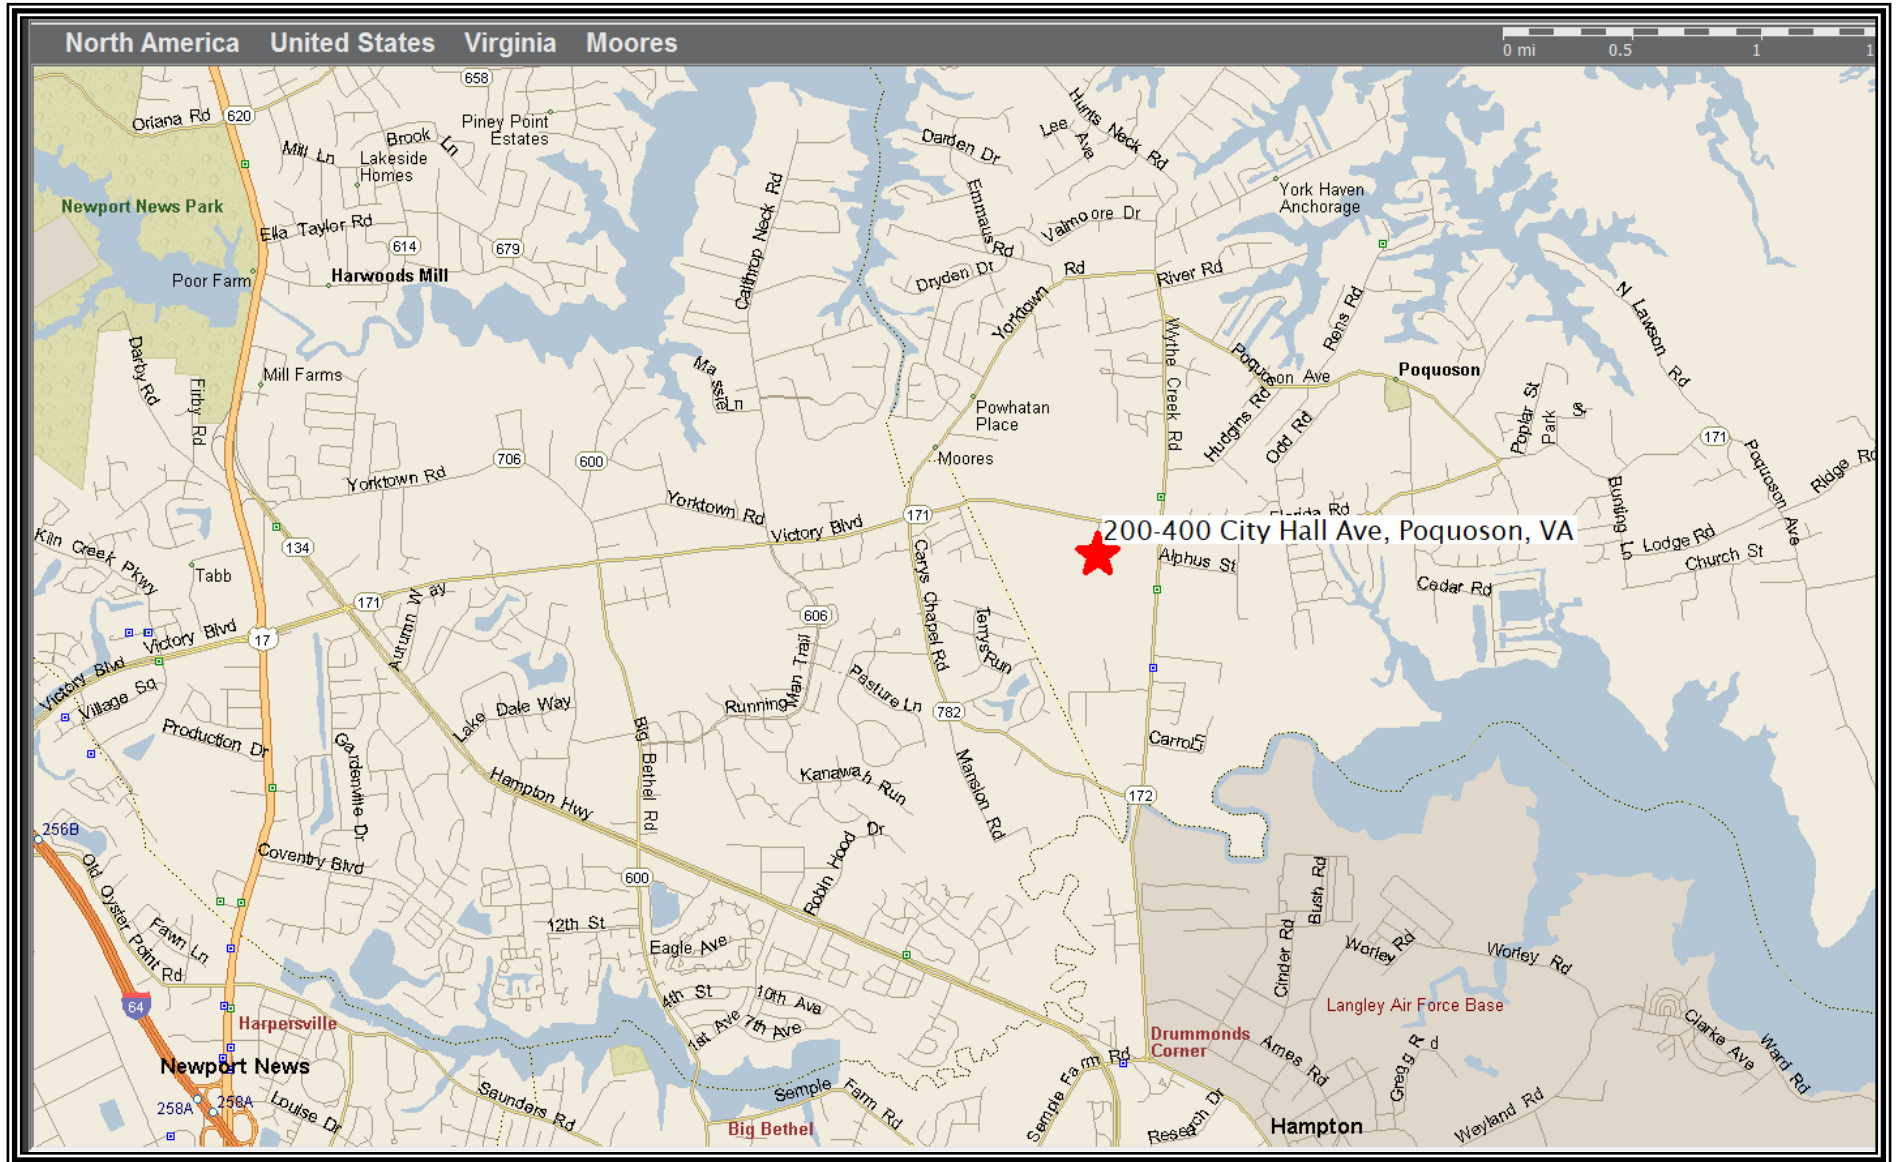 North America United States Virginia Moores
0 mi 0.5 1 1
658
Oriana Rd
620
Piney Point
Estates
Brook Ln
Mill Ln
Lakeside
Homes
Hunts Neck Rd
Lee Ave
Darden Dr
Newport News Park
Ella Taylor Rd
614
679
Calthrop Neck Rd
Emmaus Rd
Valmoore Dr
York Haven
Anchorage
Poor Farm
Harwoods Mill
Dryden Dr
Yorktown Rd
River Rd
N Lawson Rd
Rens Rd
Wythe Creek Rd
Darby Rd
Firby Rd
Mill Farms
Massie Ln
Poquoson Ave
Poquoson
Powhatan
Place
Hudgins Rd
Odd Rd
Poplar St
Park
Moores
171
Poquoson Ave
Ridge Rd
Yorktown Rd
706
600
Yorktown Rd
Victory Blvd
171
Florida Rd
200-400 City Hall Ave, Poquoson, VA
Bunting Ln
Lodge Rd
Church St
Kiln Creek Pkwy
134
Tabb
Alphus St
Cedar Rd
171
Autumn Way
Carys Chapel Rd
Terrys Run
606
17
Victory Blvd
Victory Blvd
Village Sq
Running Man Trail
Pasture Ln
782
Lake Dale Way
Production Dr
Gardenville Dr
Big Bethel Rd
Carrol Ln
Kanawah Run
Mansion Rd
Hampton Hwy
172
256B
Old Oyster Point Rd
Coventry Blvd
Robin Hood Dr
600
Bush Rd
12th St
Fawn Ln
Eagle Ave
Cinder Rd
Worley Rd
Worley Rd
4th St
10th Ave
64
1st Ave
7th Ave
Langley Air Force Base
Harpersville
Drummonds
Corner
Ames Rd
Gregg Rd
Clarke Ave
Ward Rd
Newport News
Semple Farm Rd
Semple Farm Rd
258A
258A
Louise Dr
Saunders Rd
Big Bethel
Research Dr
Hampton
Weyland Rd